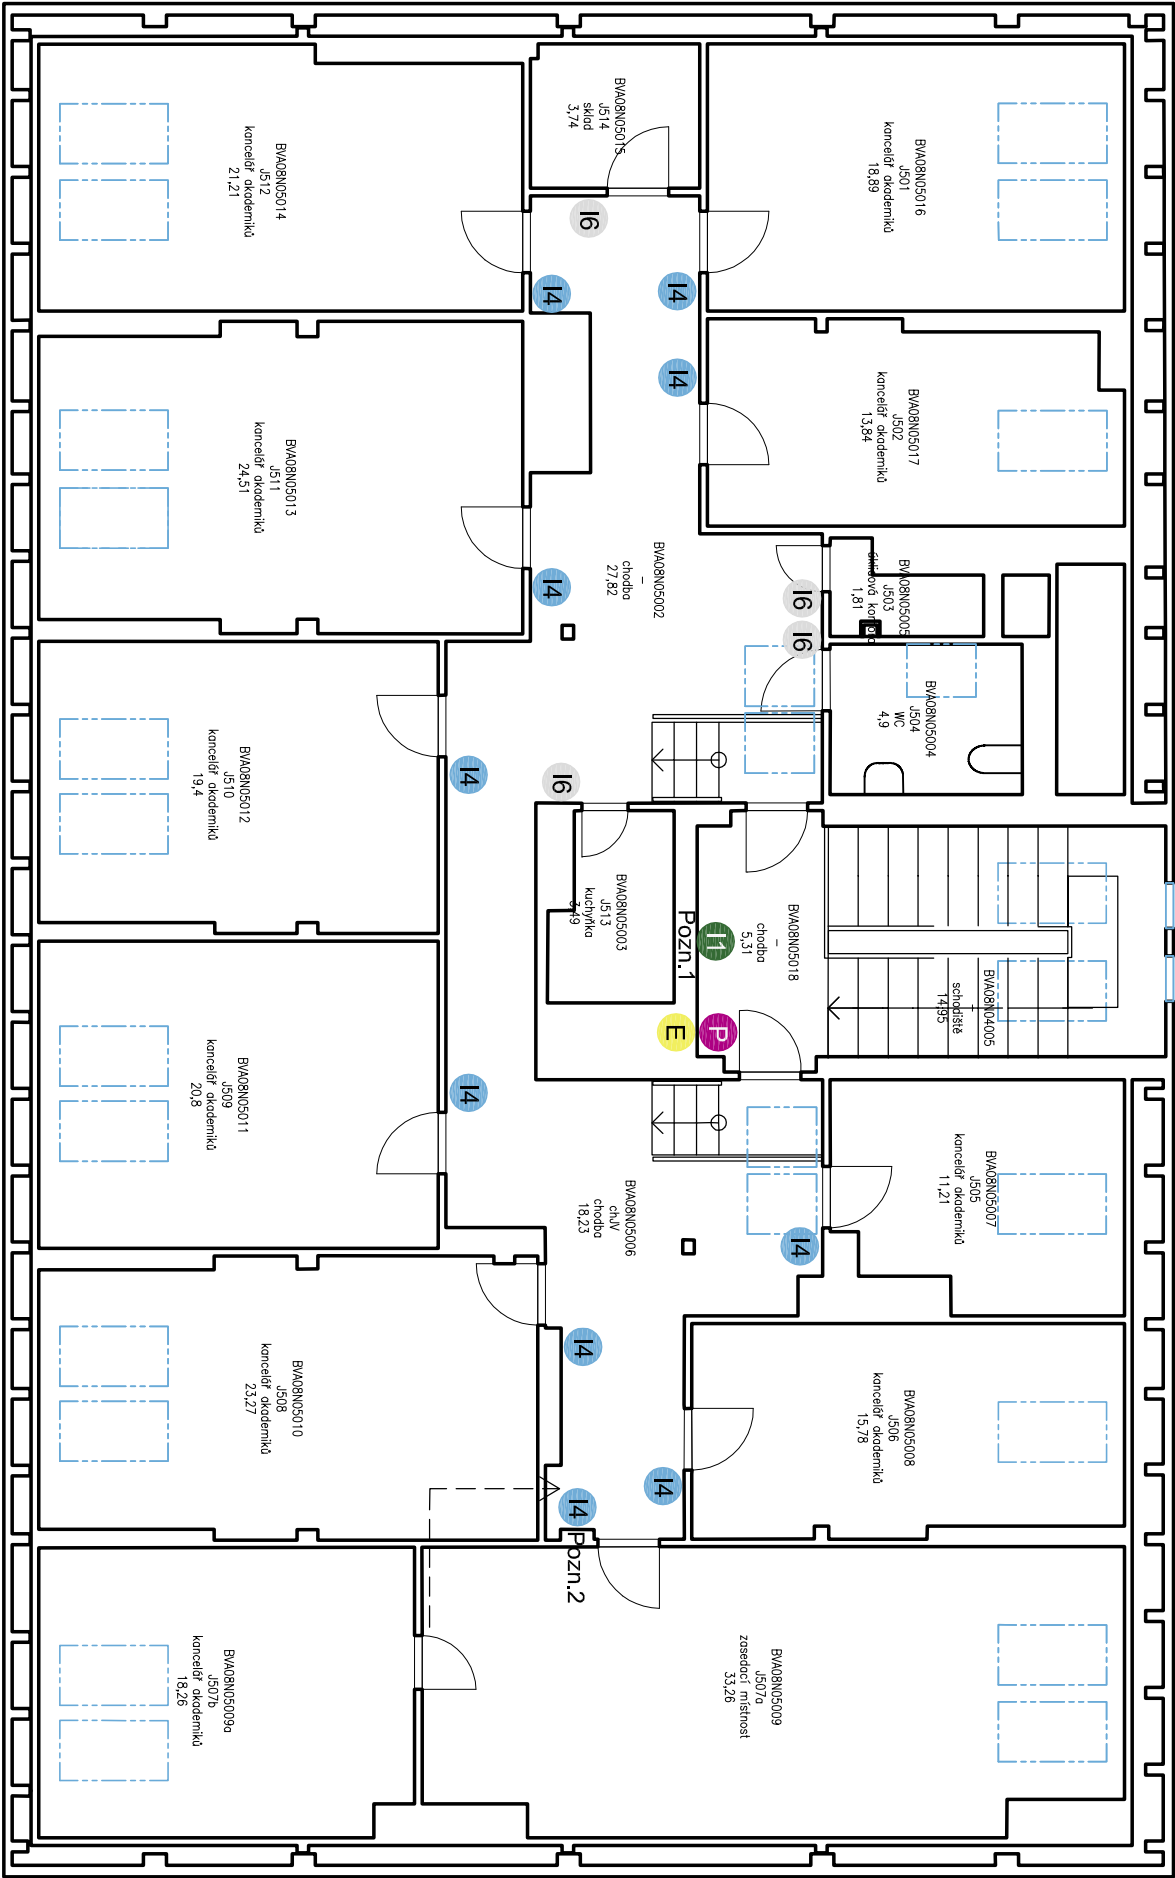 BVA08N05015
J514
sklad
3,74
BVA08N05016
J501
kancelář akademiků
18,89
BVA08N05014
J512
kancelář akademiků
21,21
I6
I4
I4
I4
BVA08N05017
J502
kancelář akademiků
13,84
BVA08N05013
J511
kancelář akademiků
24,51
I4
BVA08N05002
–
chodba
27,82
BVA08N05005
J503
úklidová komora
1,81
I6
I6
BVA08N05004
J504
WC
4,9
BVA08N05012
J510
kancelář akademiků
19,4
I4
I6
BVA08N05003
J513
kuchyňka
3,49
Pozn.1
I1
BVA08N05018
–
chodba
5,31
BVA08N04005
–
schodiště
14,95
E
P
BVA08N05011
J509
kancelář akademiků
20,8
I4
BVA08N05006
chJV
chodba
18,23
BVA08N05007
J505
kancelář akademiků
11,21
I4
BVA08N05010
J508
kancelář akademiků
23,27
I4
BVA08N05008
J506
kancelář akademiků
15,78
I4
I4
Pozn.2
BVA08N05009a
J507b
kancelář akademiků
18,26
BVA08N05009
J507a
zasedací místnost
33,26